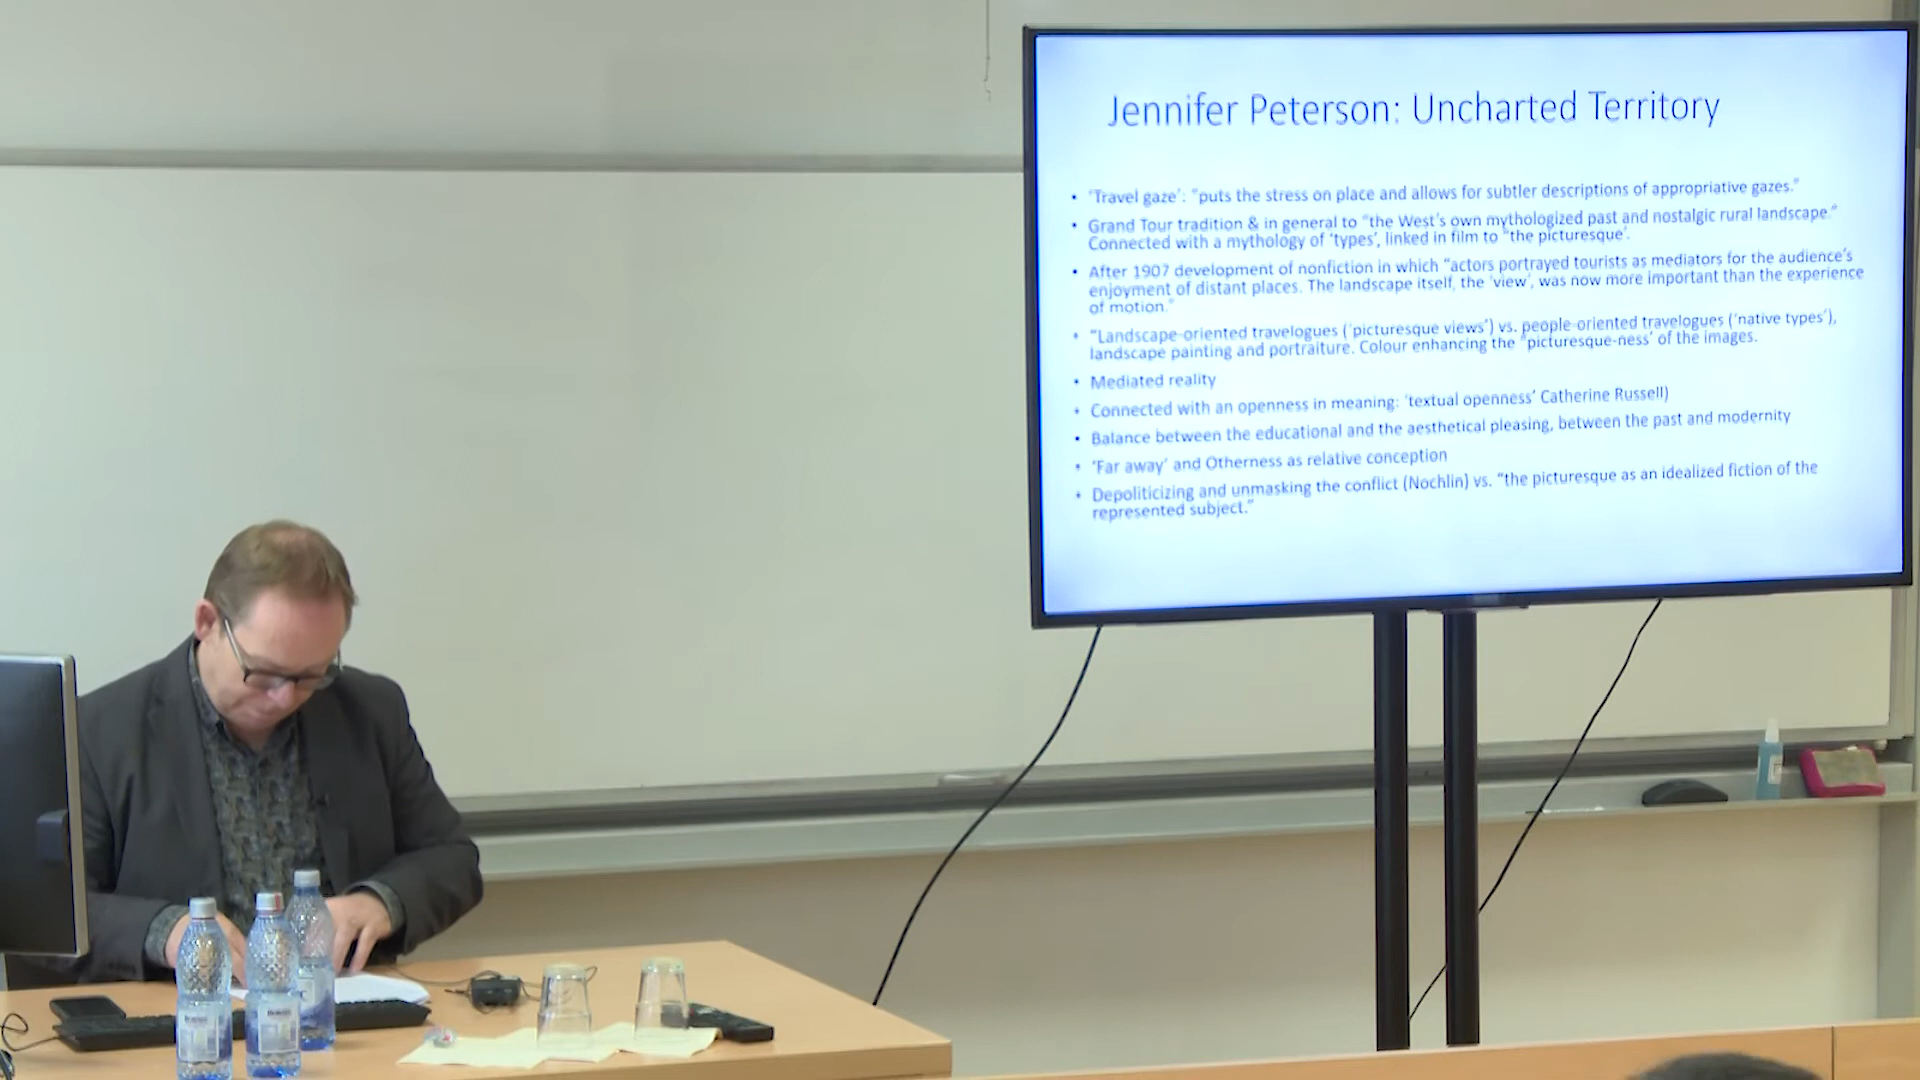 Jennifer Peterson: Uncharted Territory
• 'Travel gaze': "puts the stress on place and allows for subtler descriptions of appropriative gazes."
• Grand Tour tradition & in general to "the West's own mythologized past and nostalgic rural landscape."
Connected with a mythology of 'types', linked in film to "the picturesque'.
• After 1907 development of nonfiction in which "actors portrayed tourists as mediators for the audience's
enjoyment of distant places. The landscape itself, the 'view', was now more important than the experience
of motion."
• "Landscape-oriented travelogues ('picturesque views') vs. people-oriented travelogues ('native types'),
landscape painting and portraiture. Colour enhancing the "picturesque-ness' of the images.
• Mediated reality
• Connected with an openness in meaning: 'textual openness' Catherine Russell)
• Balance between the educational and the aesthetical pleasing, between the past and modernity
• 'Far away' and Otherness as relative conception
• Depoliticizing and unmasking the conflict (Nochlin) vs. "the picturesque as an idealized fiction of the
represented subject."